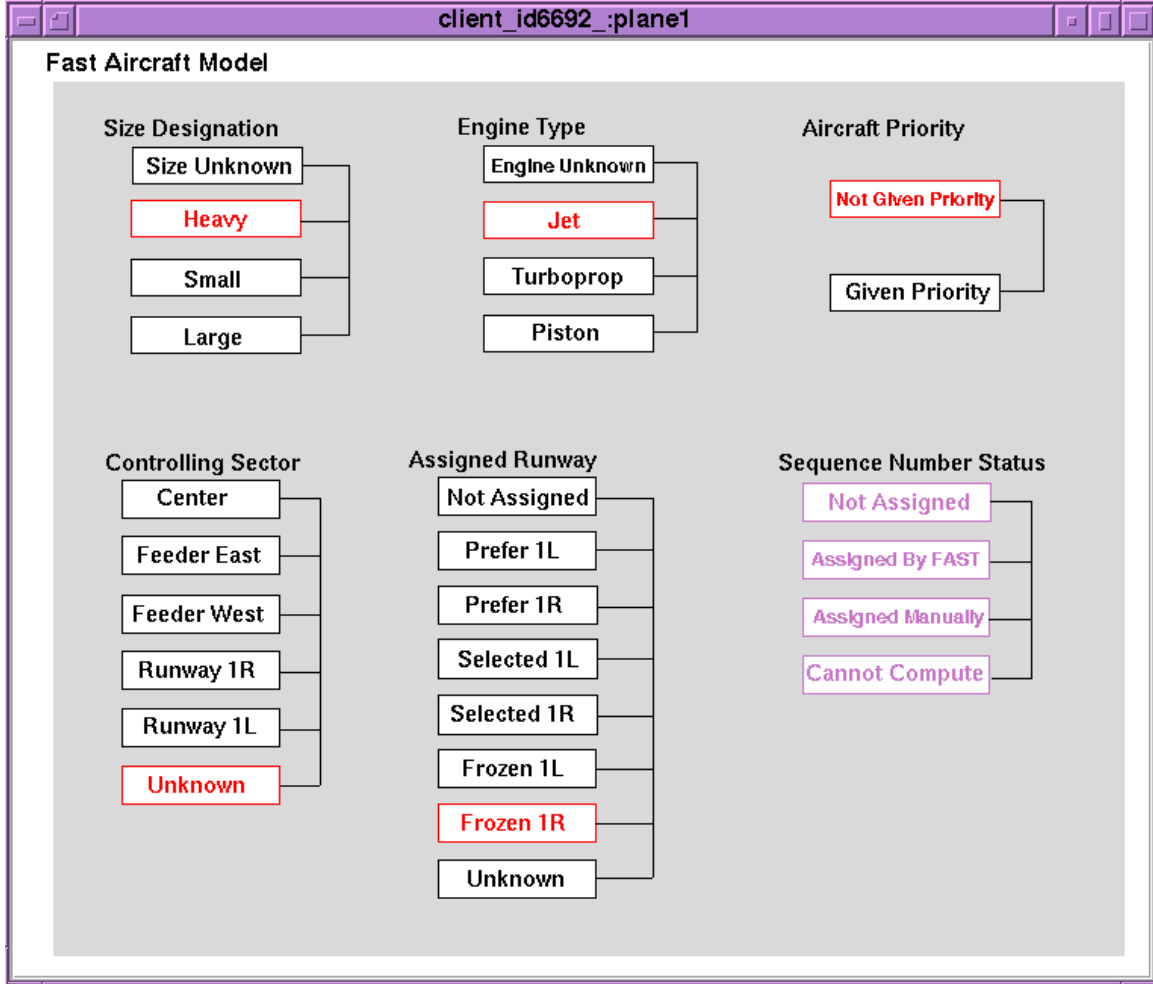 client_id6692_:plane1
Fast Aircraft Model
Size Designation
Size Unknown
Heavy
Small
Large
Engine Type
Engine Unknown
Jet
Turboprop
Piston
Aircraft Priority
Not Given Priority
Given Priority
Controlling Sector
Center
Feeder East
Feeder West
Runway 1R
Runway 1L
Unknown
Assigned Runway
Not Assigned
Prefer 1L
Prefer 1R
Selected 1L
Selected 1R
Frozen 1L
Frozen 1R
Unknown
Sequence Number Status
Not Assigned
Assigned By FAST
Assigned Manually
Cannot Compute